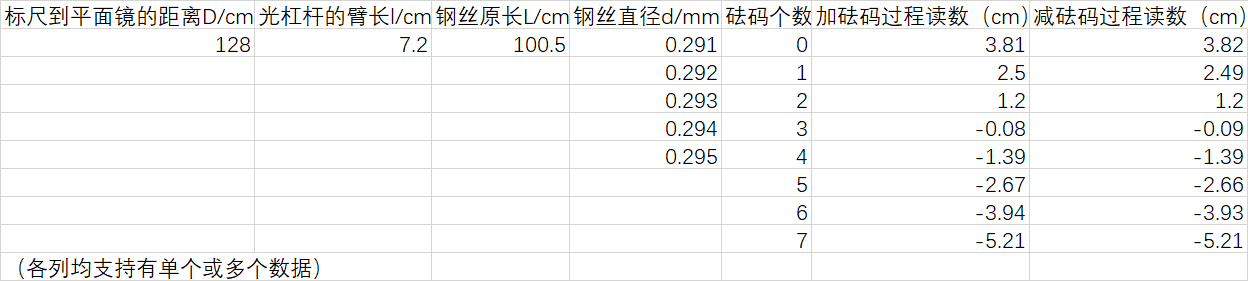 标尺到平面镜的距离D/cm 光杠杆的臂长l/cm 钢丝原长L/cm 钢丝直径d/mm 砝码个数 加砝码过程读数（cm) 减砝码过程读数（cm)
128 7.2 100.5 0.291 0 3.81 3.82
0.292 1 2.5 2.49
0.293 2 1.2 1.2
0.294 3 -0.08 -0.09
0.295 4 -1.39 -1.39
5 -2.67 -2.66
6 -3.94 -3.93
7 -5.21 -5.21
（各列均支持有单个或多个数据）